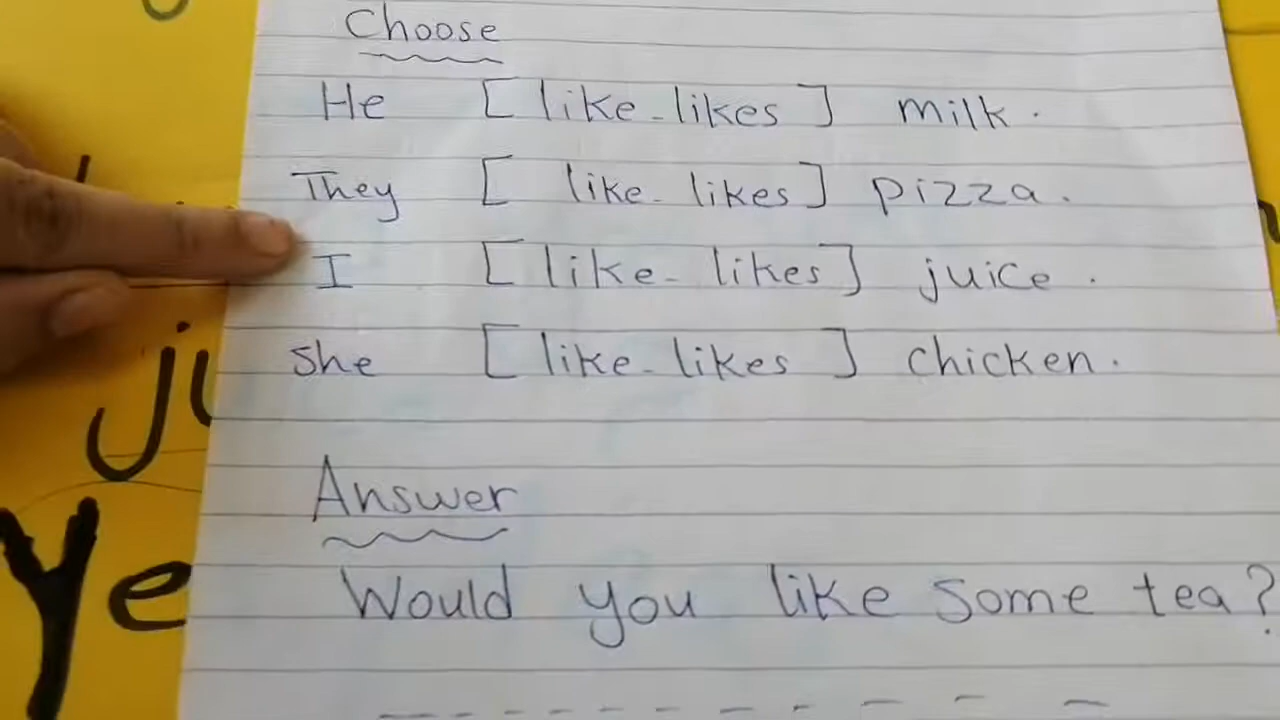 Choose
He [ like - likes ] milk.
They [ like - likes ] pizza.
I [ like - likes ] juice.
She [ like - likes ] chicken.
Answer
Would you like some tea?